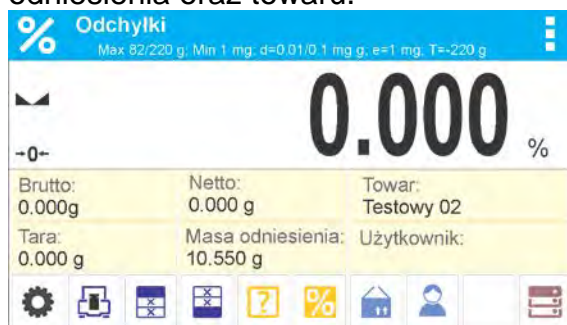 odniesienia oraz towaru.
% Odchyłki
Max 82/220 g; Min 1 mg; d=0.01/0.1 mg g; e=1 mg; T=-220 g
0.000 %
→0←
Brutto: Netto: Towar:
0.000g 0.000 g Testowy 02
Tara: Masa odniesienia: Użytkownik:
0.000 g 10.550 g
? %